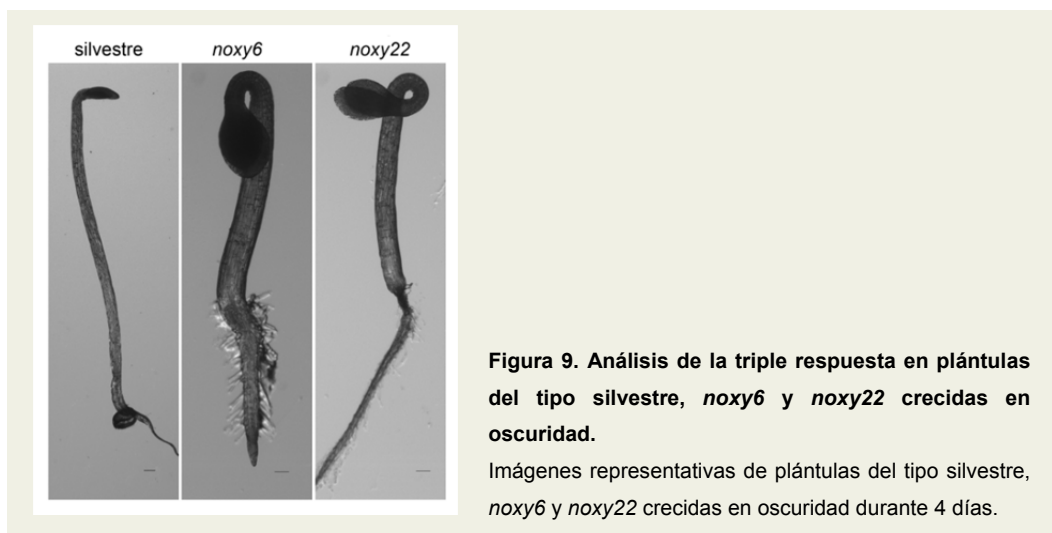 silvestre noxy6 noxy22
Figura 9. Análisis de la triple respuesta en plántulas
del tipo silvestre, noxy6 y noxy22 crecidas en
oscuridad.
Imágenes representativas de plántulas del tipo silvestre,
noxy6 y noxy22 crecidas en oscuridad durante 4 días.